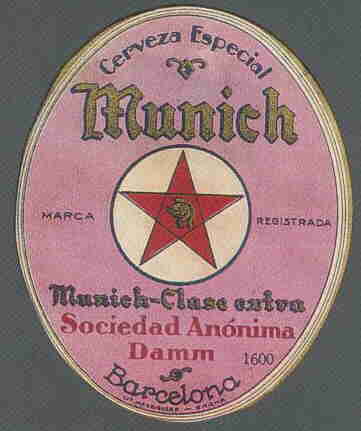 Cerveza Especial
Munich
MARCA
REGISTRADA
Munich-Clase extra
Sociedad Anónima
Damm
1600
Barcelona